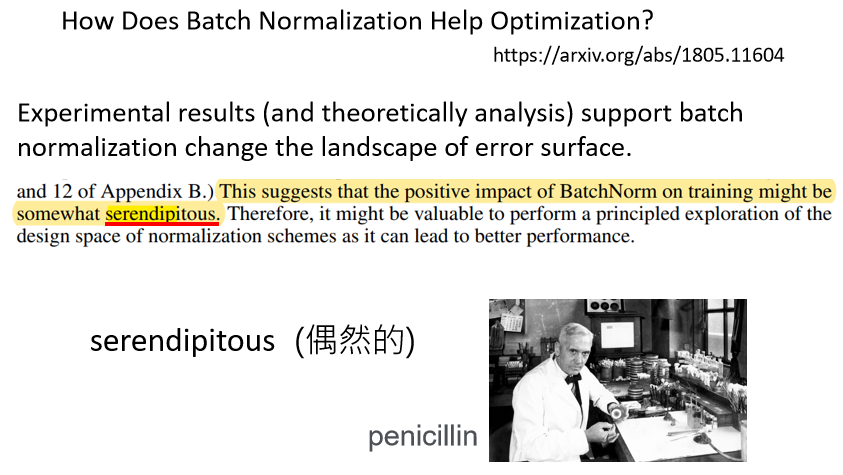 How Does Batch Normalization Help Optimization?
https://arxiv.org/abs/1805.11604
Experimental results (and theoretically analysis) support batch
normalization change the landscape of error surface.
and 12 of Appendix B.) This suggests that the positive impact of BatchNorm on training might be
somewhat serendipitous. Therefore, it might be valuable to perform a principled exploration of the
design space of normalization schemes as it can lead to better performance.
serendipitous (偶然的)
penicillin